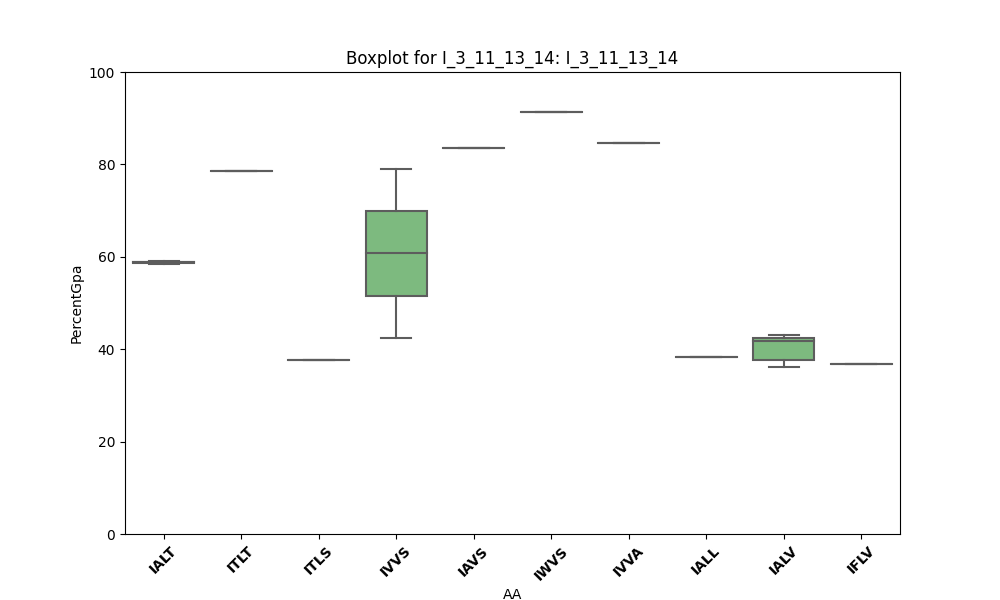 Boxplot for I_3_11_13_14: I_3_11_13_14
100
80
60
40
20
0
PercentGpa
IALT
ITLT
ITLS
IVVS
IAVS
IWVS
IVVA
IALL
IALV
IFLV
AA